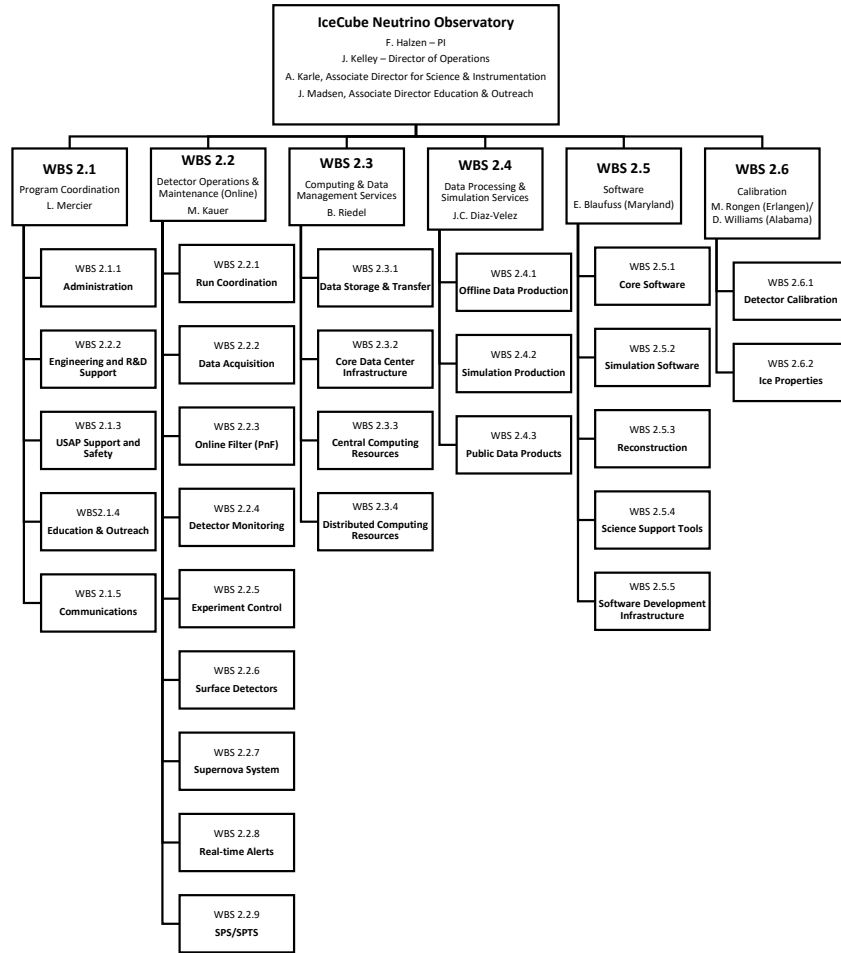 IceCube Neutrino Observatory
F. Halzen – PI
J. Kelley – Director of Operations
A. Karle, Associate Director for Science & Instrumentation
J. Madsen, Associate Director Education & Outreach
WBS 2.1
Program Coordination
L. Mercier
WBS 2.1.1
Administration
WBS 2.2.2
Engineering and R&D
Support
WBS 2.1.3
USAP Support and
Safety
WBS2.1.4
Education & Outreach
WBS 2.1.5
Communications
WBS 2.2
Detector Operations &
Maintenance (Online)
M. Kauer
WBS 2.2.1
Run Coordination
WBS 2.2.2
Data Acquisition
WBS 2.2.3
Online Filter (PnF)
WBS 2.2.4
Detector Monitoring
WBS 2.2.5
Experiment Control
WBS 2.2.6
Surface Detectors
WBS 2.2.7
Supernova System
WBS 2.2.8
Real-time Alerts
WBS 2.2.9
SPS/SPTS
WBS 2.3
Computing & Data
Management Services
B. Riedel
WBS 2.3.1
Data Storage & Transfer
WBS 2.3.2
Core Data Center
Infrastructure
WBS 2.3.3
Central Computing
Resources
WBS 2.3.4
Distributed Computing
Resources
WBS 2.4
Data Processing &
Simulation Services
J.C. Diaz-Velez
WBS 2.4.1
Offline Data Production
WBS 2.4.2
Simulation Production
WBS 2.4.3
Public Data Products
WBS 2.5
Software
E. Blaufuss (Maryland)
WBS 2.5.1
Core Software
WBS 2.5.2
Simulation Software
WBS 2.5.3
Reconstruction
WBS 2.5.4
Science Support Tools
WBS 2.5.5
Software Development
Infrastructure
WBS 2.6
Calibration
M. Rongen (Erlangen)/
D. Williams (Alabama)
WBS 2.6.1
Detector Calibration
WBS 2.6.2
Ice Properties